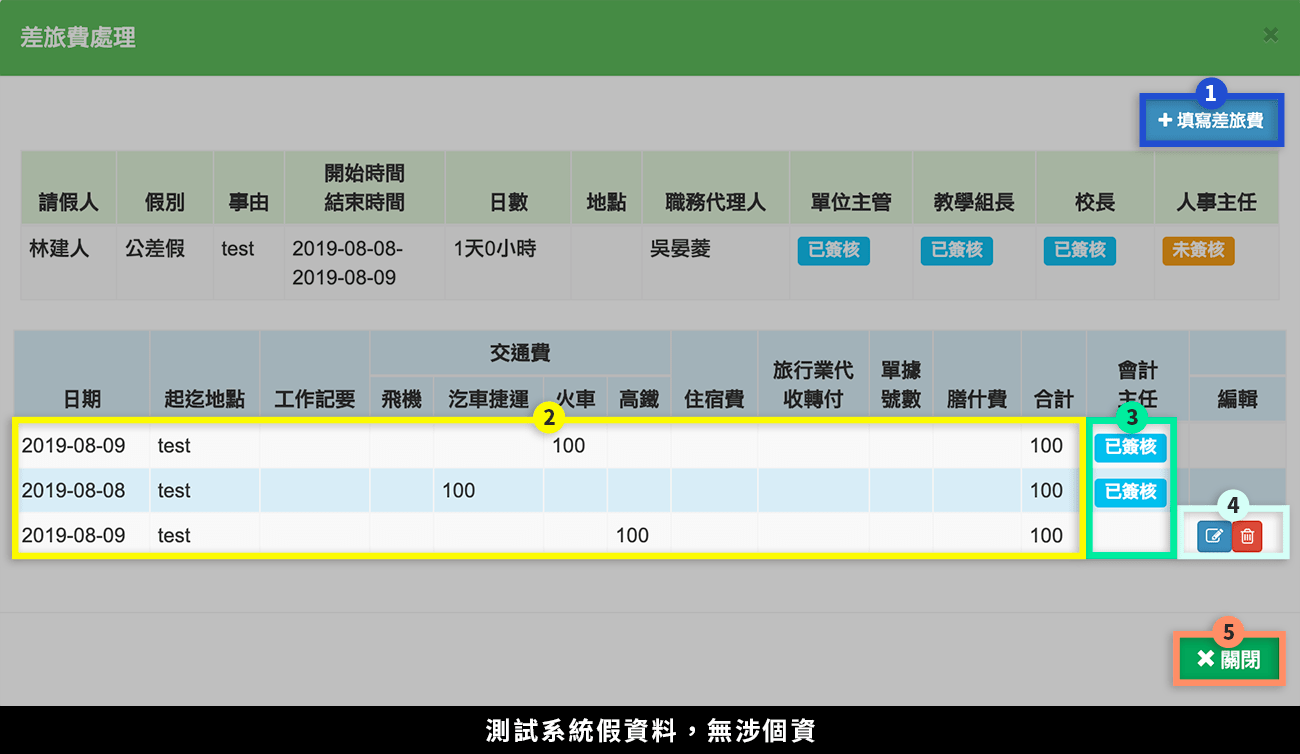 差旅費處理
×
1
+ 填寫差旅費
請假人 假別 事由 開始時間 結束時間 日數 地點 職務代理人 單位主管 教學組長 校長 人事主任
林建人 公差假 test 2019-08-08- 1天0小時 吳晏菱 已簽核 已簽核 已簽核 未簽核
2019-08-09
交通費
日期 起迄地點 工作記要 飛機 汽車捷運 火車 高鐵 住宿費 旅行業代收轉付 單據號數 膳什費 合計 會計主任 編輯
2 3
2019-08-09 test 100 100 已簽核
2019-08-08 test 100 100 已簽核
4
2019-08-09 test 100 100
5
✖ 關閉
測試系統假資料，無涉個資